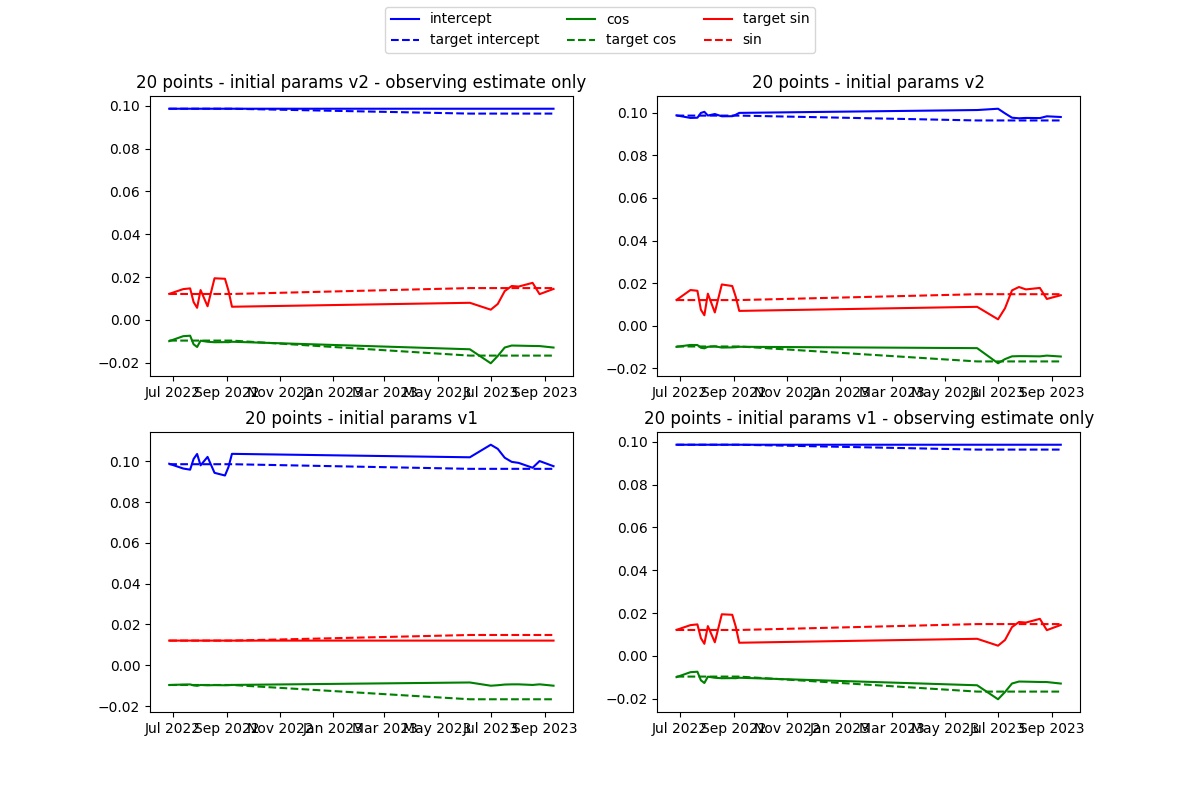 intercept cos target sin
target intercept target cos sin
20 points - initial params v2 - observing estimate only
0.10
0.08
0.06
0.04
0.02
0.00
−0.02
Jul 2022 Sep 2022 Nov 2022 Jan 2023 Mar 2023 May 2023 Jul 2023 Sep 2023
20 points - initial params v2
0.10
0.08
0.06
0.04
0.02
0.00
−0.02
Jul 2022 Sep 2022 Nov 2022 Jan 2023 Mar 2023 May 2023 Jul 2023 Sep 2023
20 points - initial params v1
0.10
0.08
0.06
0.04
0.02
0.00
−0.02
Jul 2022 Sep 2022 Nov 2022 Jan 2023 Mar 2023 May 2023 Jul 2023 Sep 2023
20 points - initial params v1 - observing estimate only
0.10
0.08
0.06
0.04
0.02
0.00
−0.02
Jul 2022 Sep 2022 Nov 2022 Jan 2023 Mar 2023 May 2023 Jul 2023 Sep 2023